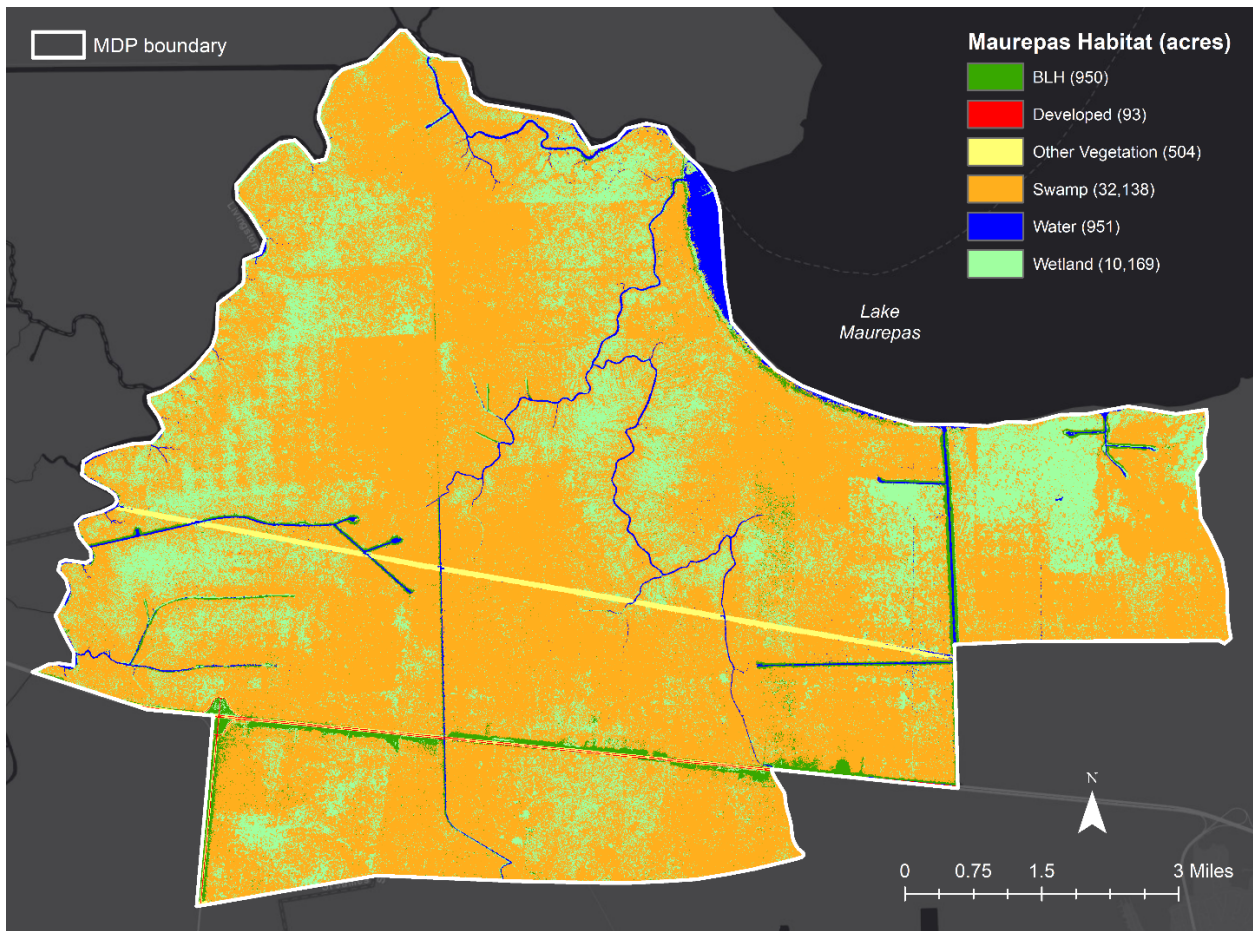 MDP boundary
Maurepas Habitat (acres)
BLH (950)
Developed (93)
Other Vegetation (504)
Swamp (32,138)
Water (951)
Wetland (10,169)
Lake
Maurepas
N
0 0.75 1.5 3 Miles